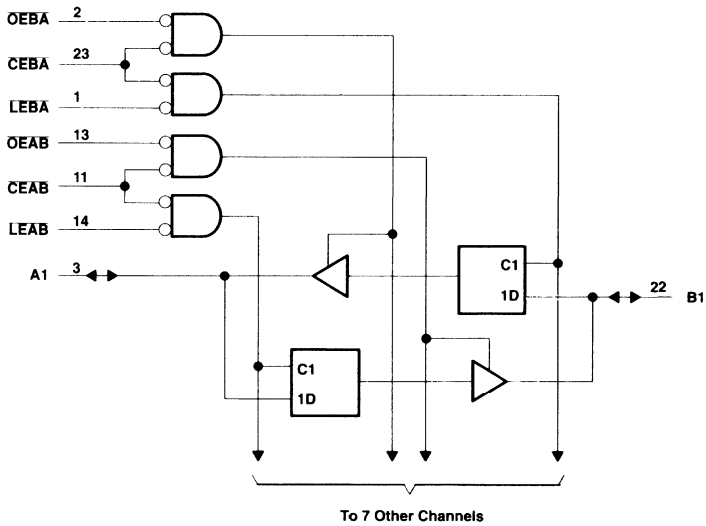 OEBA 2
CEBA 23
LEBA 1
OEAB 13
CEAB 11
LEAB 14
A1 3
C1
1D
22 B1
C1
1D
To 7 Other Channels